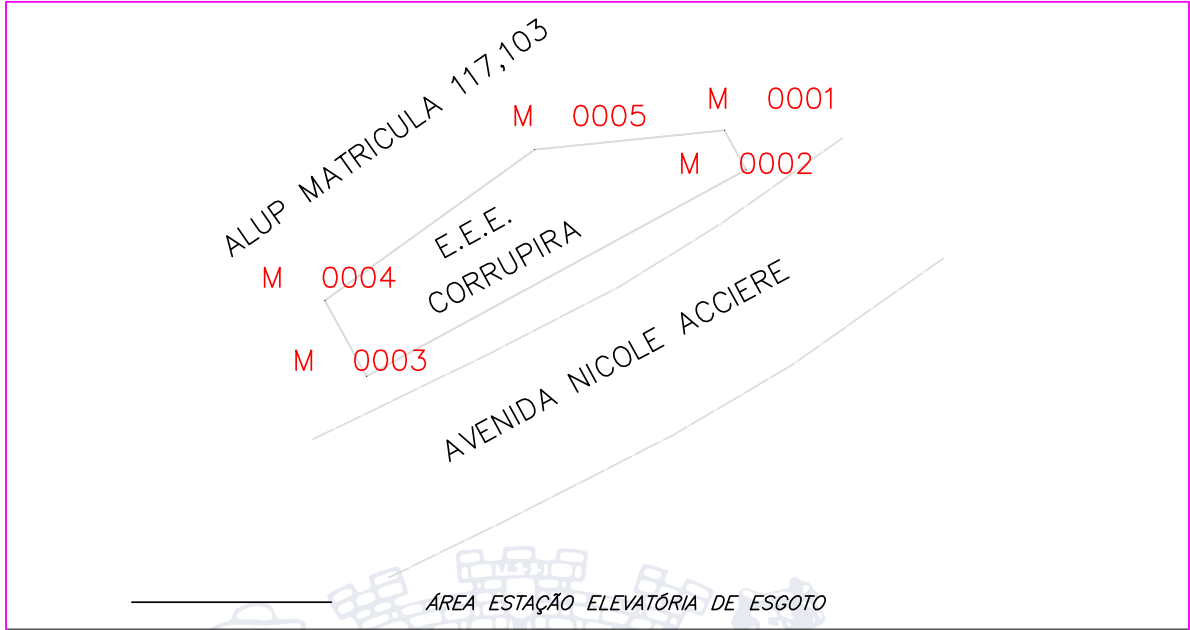 ALUP MATRICULA 117,103
M 0005
M 0001
M 0002
E.E.E.
CORRUPIRA
M 0004
M 0003
AVENIDA NICOLE ACCIERE
ÁREA ESTAÇÃO ELEVATÓRIA DE ESGOTO